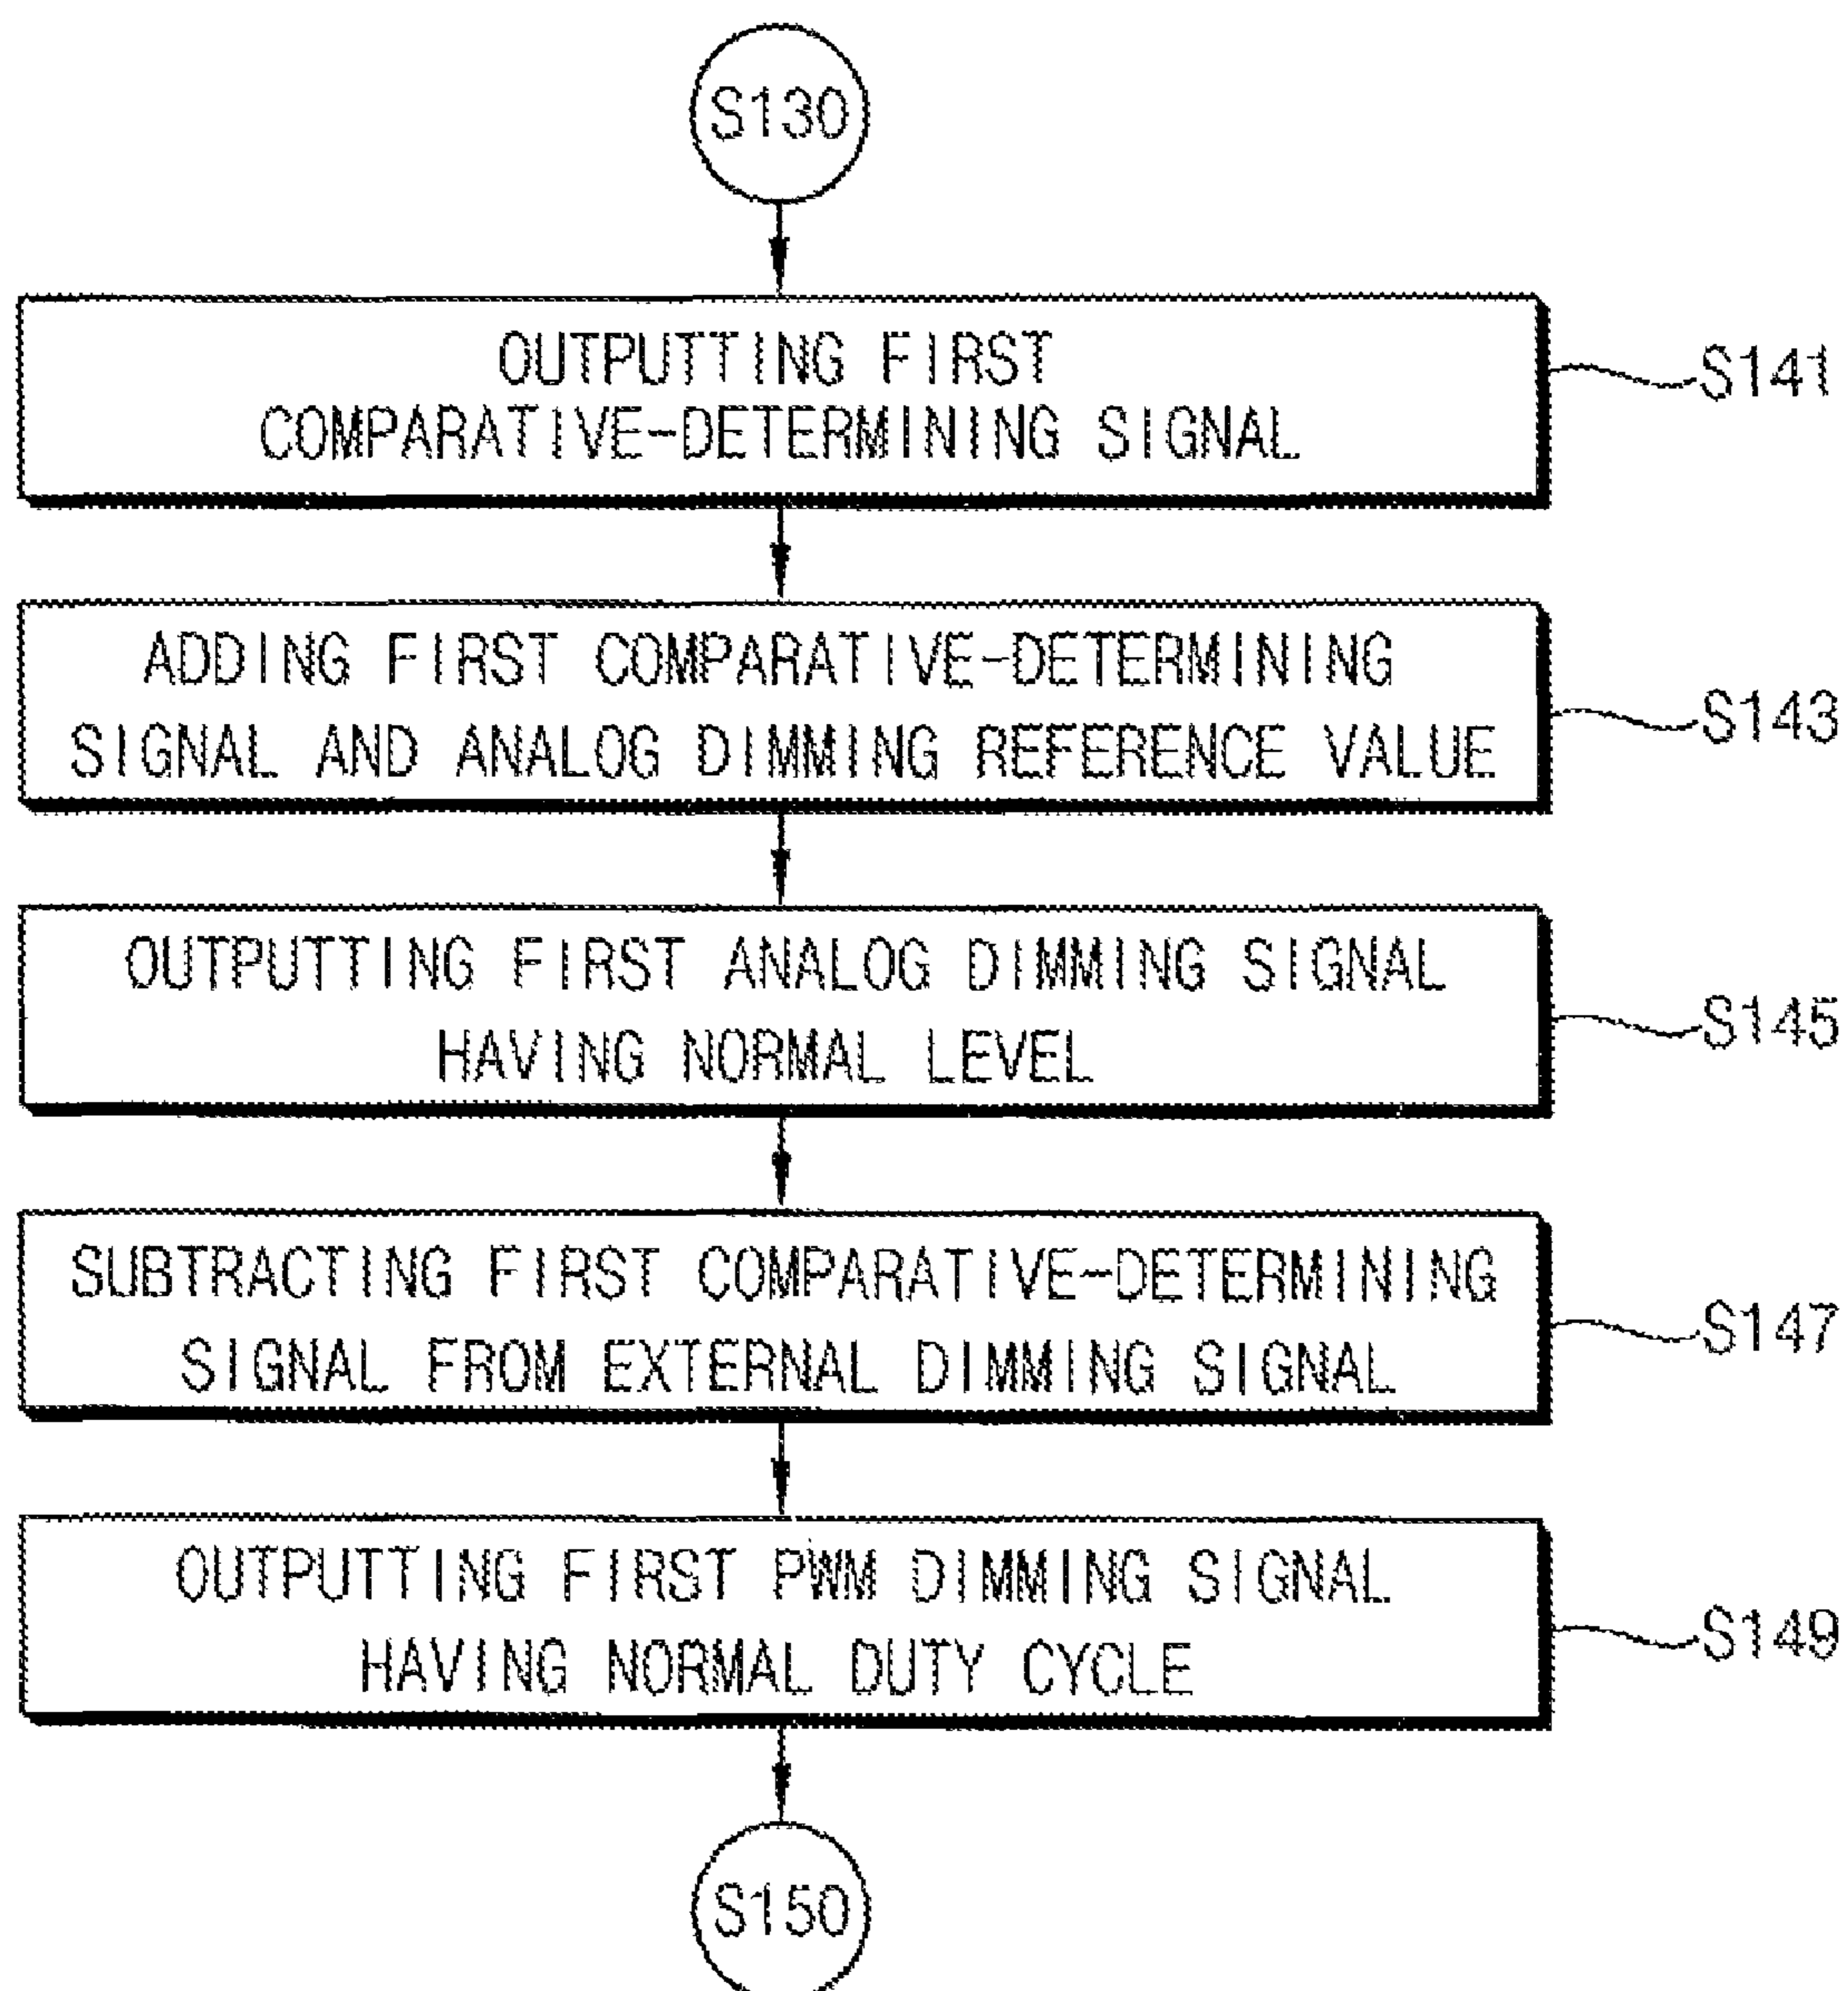 S130
OUTPUTTING FIRST
COMPARATIVE-DETERMINING SIGNAL
S141
ADDING FIRST COMPARATIVE-DETERMINING
SIGNAL AND ANALOG DIMMING REFERENCE VALUE
S143
OUTPUTTING FIRST ANALOG DIMMING SIGNAL
HAVING NORMAL LEVEL
S145
SUBTRACTING FIRST COMPARATIVE-DETERMINING
SIGNAL FROM EXTERNAL DIMMING SIGNAL
S147
OUTPUTTING FIRST PWM DIMMING SIGNAL
HAVING NORMAL DUTY CYCLE
S149
S150